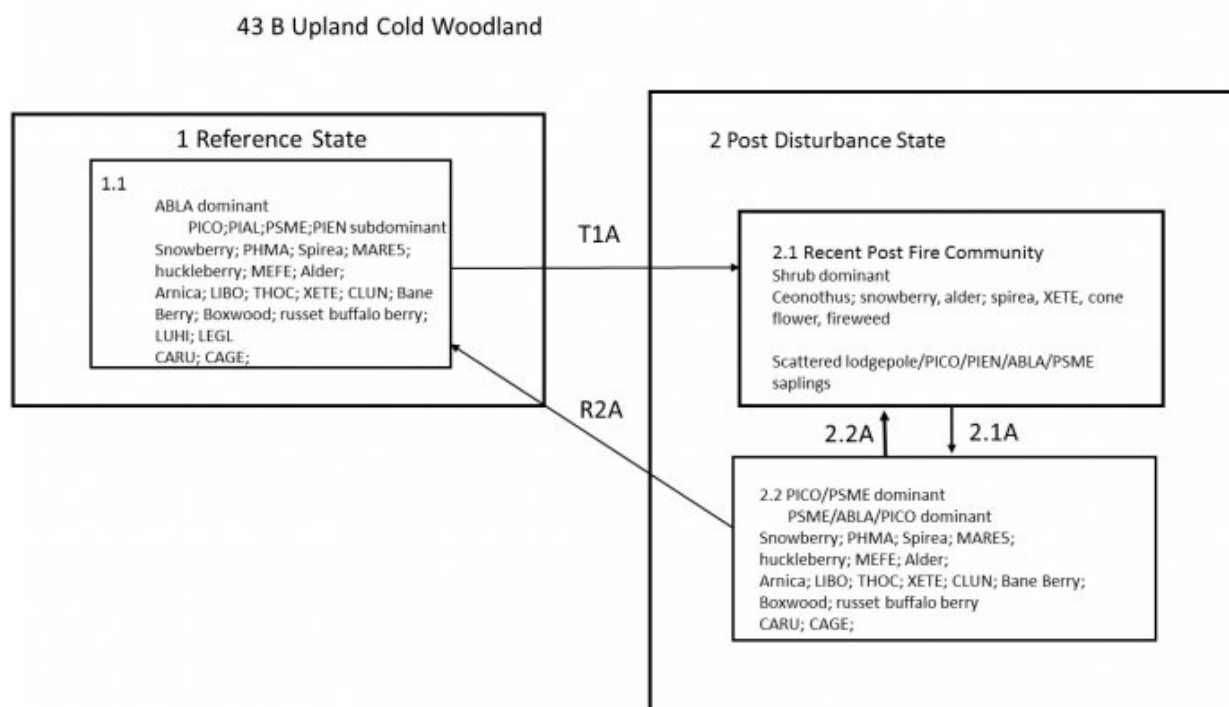 43 B Upland Cold Woodland
1 Reference State
1.1
ABLA dominant
PICO;PIAL;PSME;PIEN subdominant
Snowberry; PHMA; Spirea; MARE5;
huckleberry; MEFE; Alder;
Arnica; LIBO; THOC; XETE; CLUN; Bane
Berry; Boxwood; russet buffalo berry;
LUHI; LEGL
CARU; CAGE;
T1A
R2A
2 Post Disturbance State
2.1 Recent Post Fire Community
Shrub dominant
Ceonothus; snowberry, alder; spirea, XETE, cone
flower, fireweed
Scattered lodgepole/PICO/PIEN/ABLA/PSME
saplings
2.2A
2.1A
2.2 PICO/PSME dominant
PSME/ABLA/PICO dominant
Snowberry; PHMA; Spirea; MARE5;
huckleberry; MEFE; Alder;
Arnica; LIBO; THOC; XETE; CLUN; Bane Berry;
Boxwood; russet buffalo berry
CARU; CAGE;